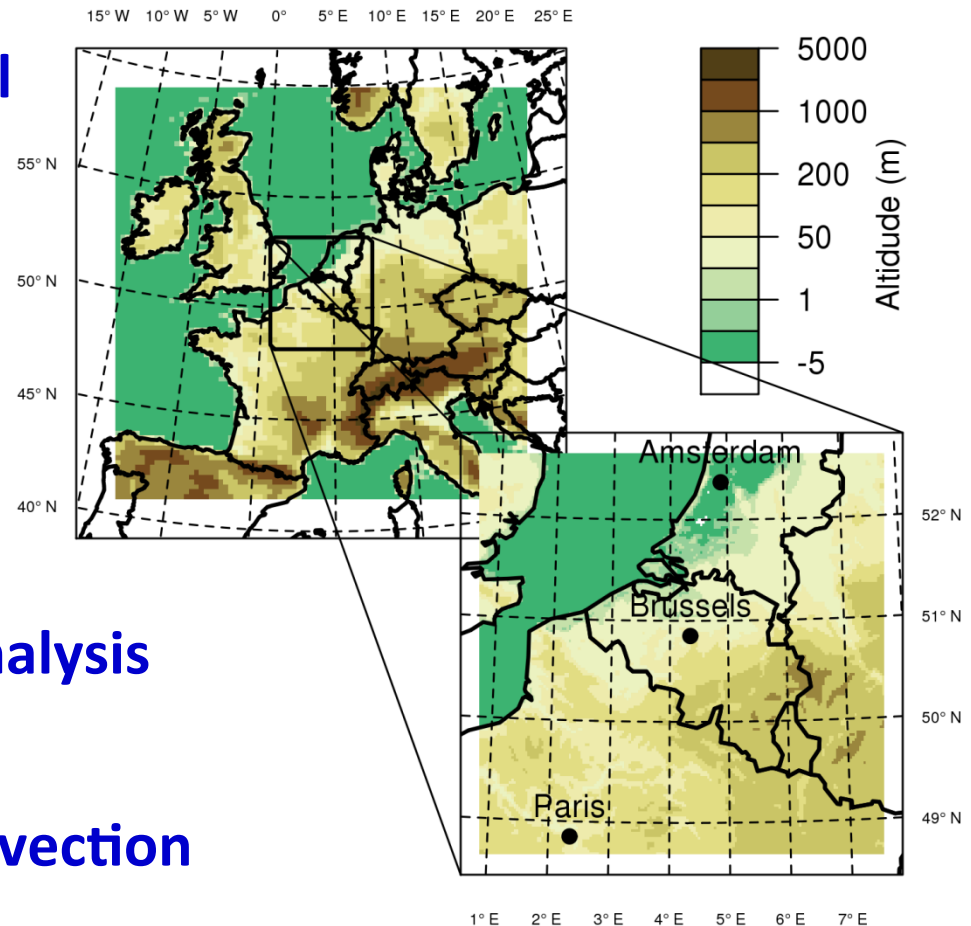 15° W 10° W 5° W 0° 5° E 10° E 15° E 20° E 25° E
l
55° N
50° N
45° N
40° N
5000
1000
200
50
1
-5
Altidude (m)
nalysis
vection
Amsterdam
Brussels
Paris
52° N
51° N
50° N
49° N
1° E 2° E 3° E 4° E 5° E 6° E 7° E